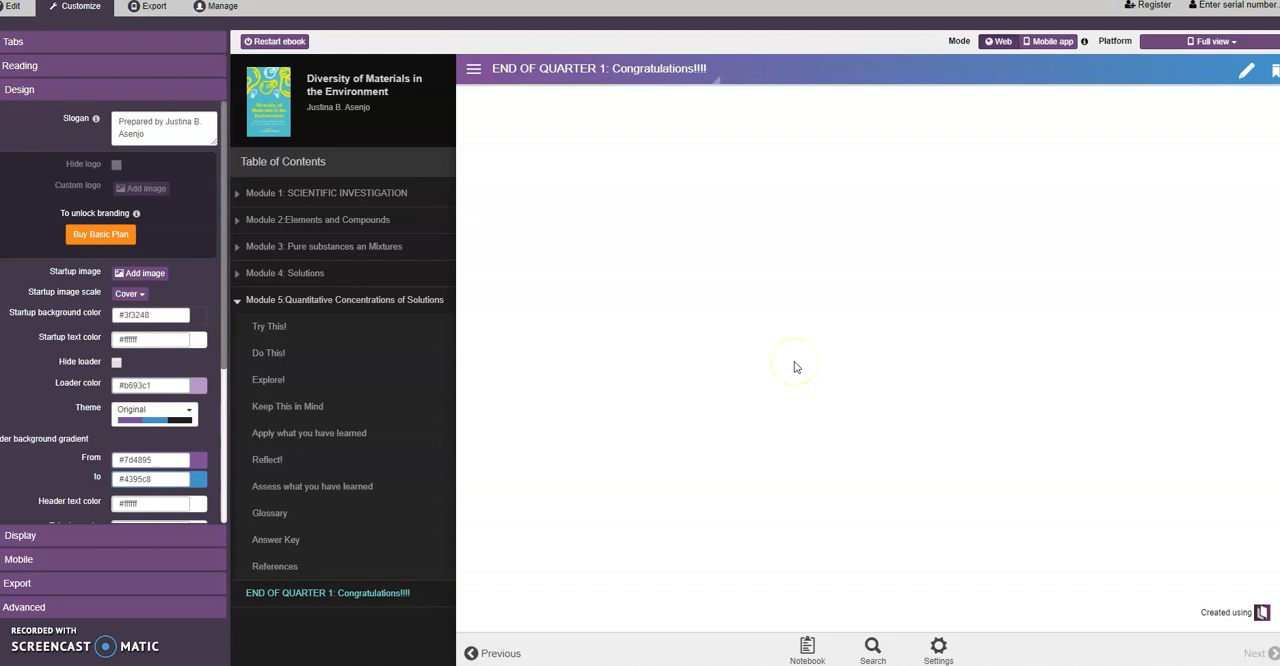 Edit
Customize
Export
Manage
Register
Enter serial number..
Tabs
Reading
Design
Slogan
Prepared by Justina B.
Asenjo
Hide logo
Custom logo
Add image
To unlock branding
Buy Basic Plan
Startup image
Add image
Startup image scale
Cover
Startup background color
#3f3248
Startup text color
#ffffff
Hide loader
Loader color
#b693c1
Theme
Original
der background gradient
From
#7d4895
to
#4395c8
Header text color
#ffffff
Display
Mobile
Export
Advanced
RECORDED WITH
SCREENCAST MATIC
Restart ebook
Mode
Web
Mobile app
Platform
Full view
Diversity of Materials in
the Environment
Justina B. Asenjo
Table of Contents
Module 1: SCIENTIFIC INVESTIGATION
Module 2:Elements and Compounds
Module 3: Pure substances an Mixtures
Module 4: Solutions
Module 5:Quantitative Concentrations of Solutions
Try This!
Do This!
Explore!
Keep This in Mind
Apply what you have learned
Reflect!
Assess what you have learned
Glossary
Answer Key
References
END OF QUARTER 1: Congratulations!!!!
END OF QUARTER 1: Congratulations!!!!
Created using
Previous
Notebook
Search
Settings
Next